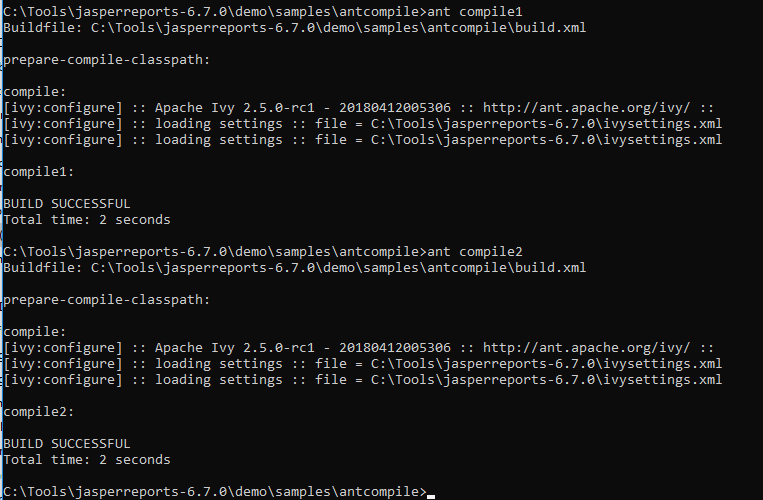 C:\Tools\jasperreports-6.7.0\demo\samples\antcompile>ant compile1
Buildfile: C:\Tools\jasperreports-6.7.0\demo\samples\antcompile\build.xml
prepare-compile-classpath:
compile:
[ivy:configure] :: Apache Ivy 2.5.0-rc1 - 20180412005306 :: http://ant.apache.org/ivy/ ::
[ivy:configure] :: loading settings :: file = C:\Tools\jasperreports-6.7.0\ivysettings.xml
[ivy:configure] :: loading settings :: file = C:\Tools\jasperreports-6.7.0\ivysettings.xml
compile1:
BUILD SUCCESSFUL
Total time: 2 seconds
C:\Tools\jasperreports-6.7.0\demo\samples\antcompile>ant compile2
Buildfile: C:\Tools\jasperreports-6.7.0\demo\samples\antcompile\build.xml
prepare-compile-classpath:
compile:
[ivy:configure] :: Apache Ivy 2.5.0-rc1 - 20180412005306 :: http://ant.apache.org/ivy/ ::
[ivy:configure] :: loading settings :: file = C:\Tools\jasperreports-6.7.0\ivysettings.xml
[ivy:configure] :: loading settings :: file = C:\Tools\jasperreports-6.7.0\ivysettings.xml
compile2:
BUILD SUCCESSFUL
Total time: 2 seconds
C:\Tools\jasperreports-6.7.0\demo\samples\antcompile>